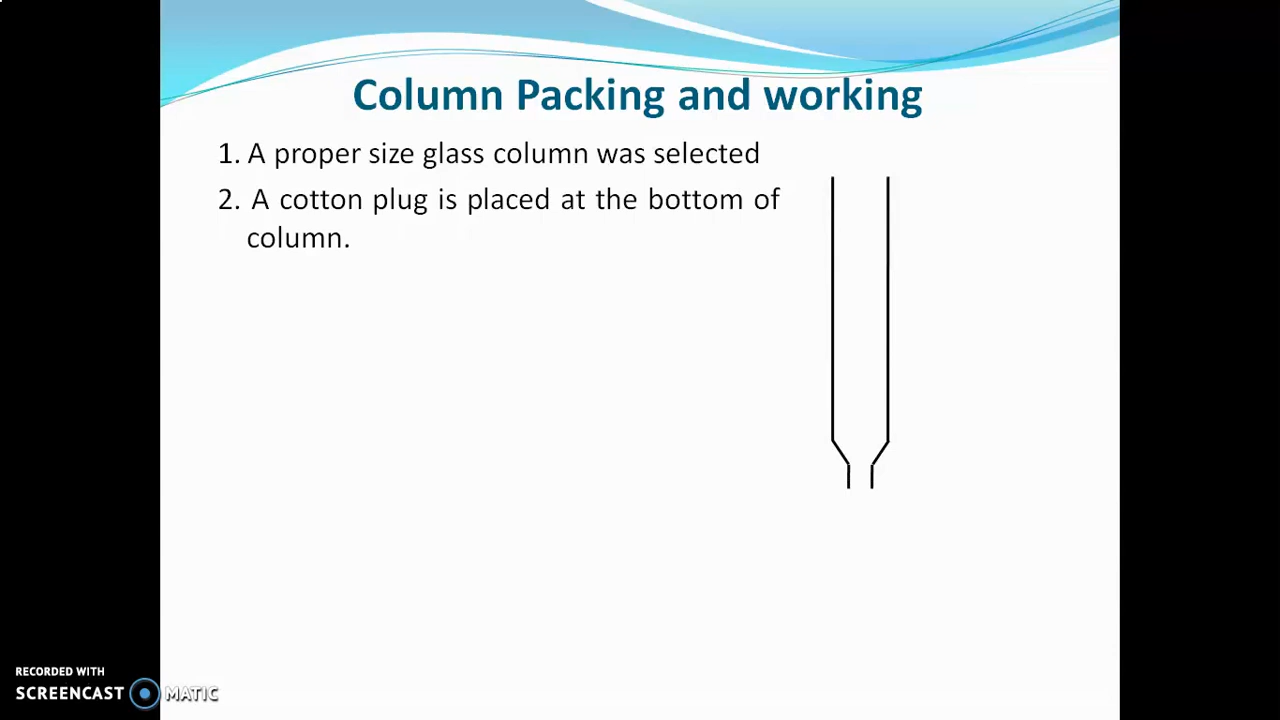 Column Packing and working
1. A proper size glass column was selected
2. A cotton plug is placed at the bottom of
column.
RECORDED WITH
SCREENCAST MATIC